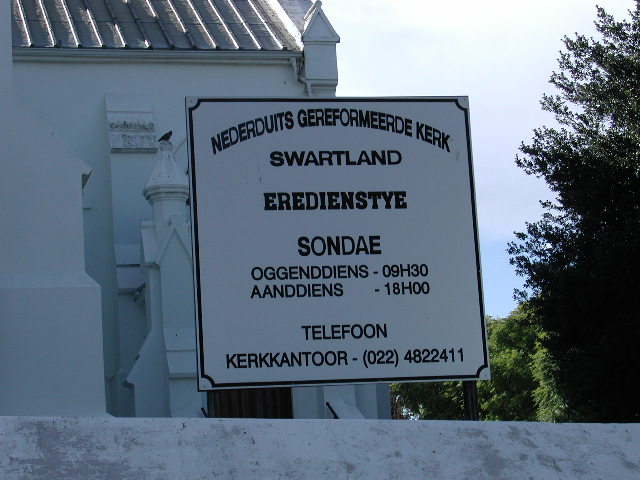 NEDERDUITS GEREFORMEERDE KERK
SWARTLAND
EREDIENSTYE
SONDAE
OGGENDDIENS - 09H30
AANDDIENS - 18H00
TELEFOON
KERKKANTOOR - (022) 4822411